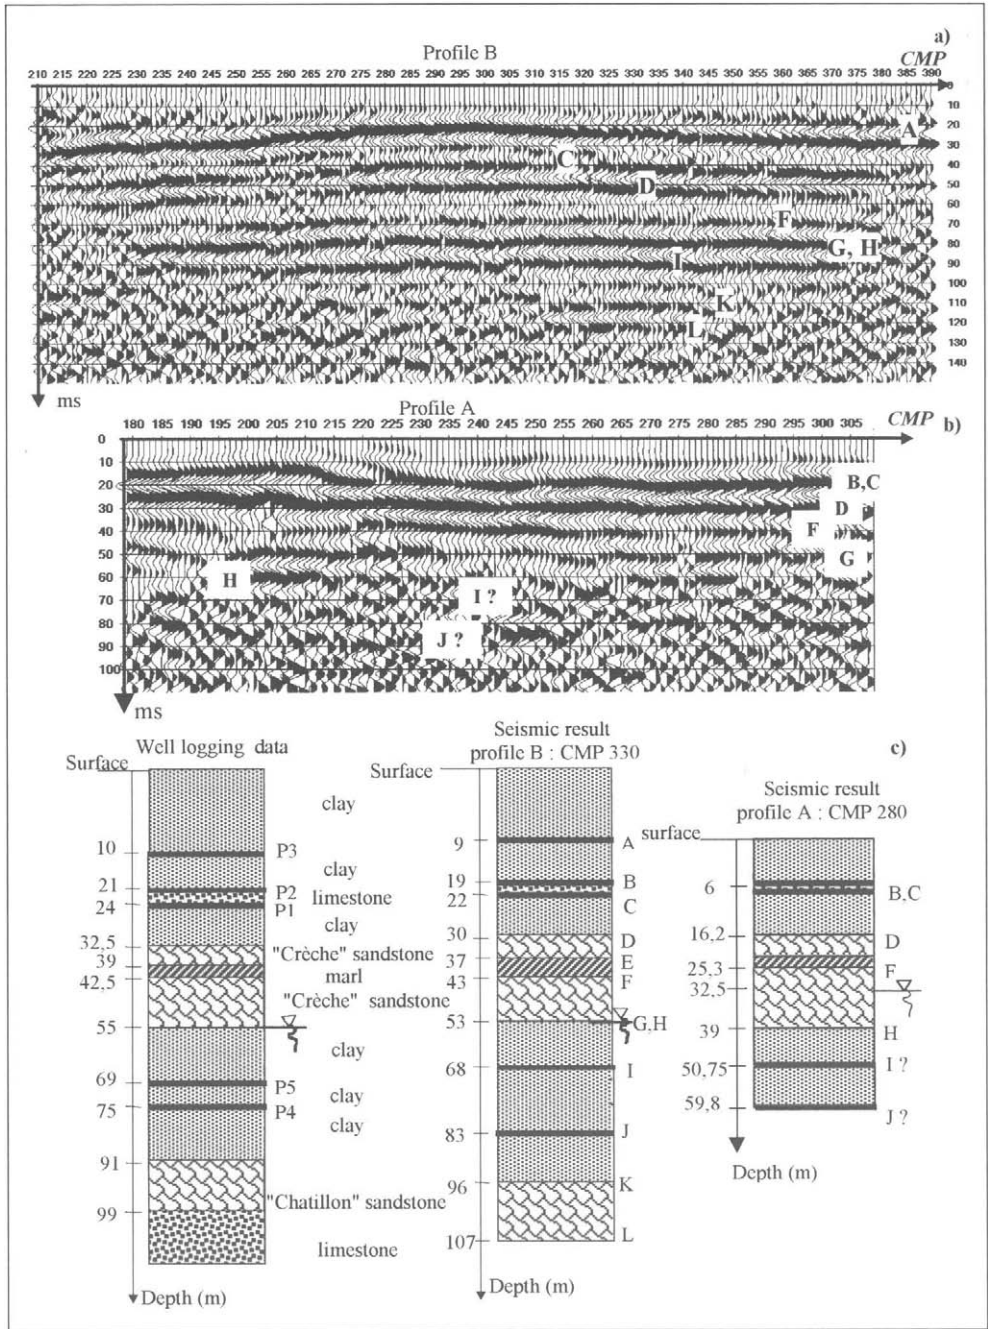 a)
Profile B
CMP
210 215 220 225 230 235 240 245 250 255 260 265 270 275 280 285 290 295 300 305 310 315 320 325 330 335 340 345 350 355 360 365 370 375 380 385 390
0
10
20
30
40
50
60
70
80
90
100
110
120
130
140
A
C
D
F
G, H
I
K
L
ms
Profile A
CMP
b)
180 185 190 195 200 205 210 215 220 225 230 235 240 245 250 255 260 265 270 275 280 285 290 295 300 305
0
10
20
30
40
50
60
70
80
90
100
B,C
D
F
G
H
I ?
J ?
ms
c)
Well logging data
Surface
clay
10 P3
clay
21 P2
limestone
24 P1
clay
32,5
"Crèche" sandstone
39
marl
42,5
"Crèche" sandstone
55
clay
69 P5
clay
75 P4
clay
91
"Chatillon" sandstone
99
limestone
Depth (m)
Seismic result
profile B : CMP 330
Surface
9 A
19 B
22 C
30 D
37 E
43 F
53 G,H
68 I
83 J
96 K
107 L
Depth (m)
Seismic result
profile A : CMP 280
surface
6 B,C
16,2 D
25,3 F
32,5
39 H
50,75 I ?
59,8 J ?
Depth (m)